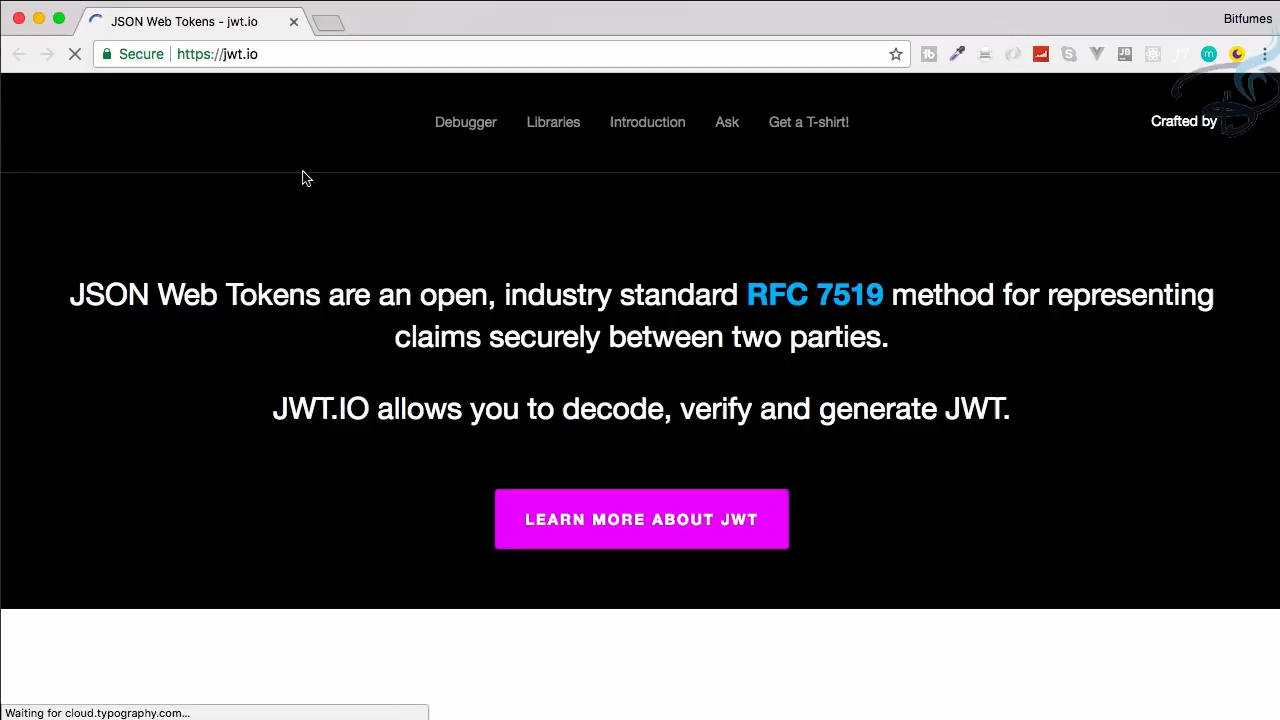 JSON Web Tokens - jwt.io
Bitfumes
Secure https://jwt.io
Debugger Libraries Introduction Ask Get a T-shirt!
Crafted by
JSON Web Tokens are an open, industry standard RFC 7519 method for representing
claims securely between two parties.
JWT.IO allows you to decode, verify and generate JWT.
LEARN MORE ABOUT JWT
Waiting for cloud.typography.com...